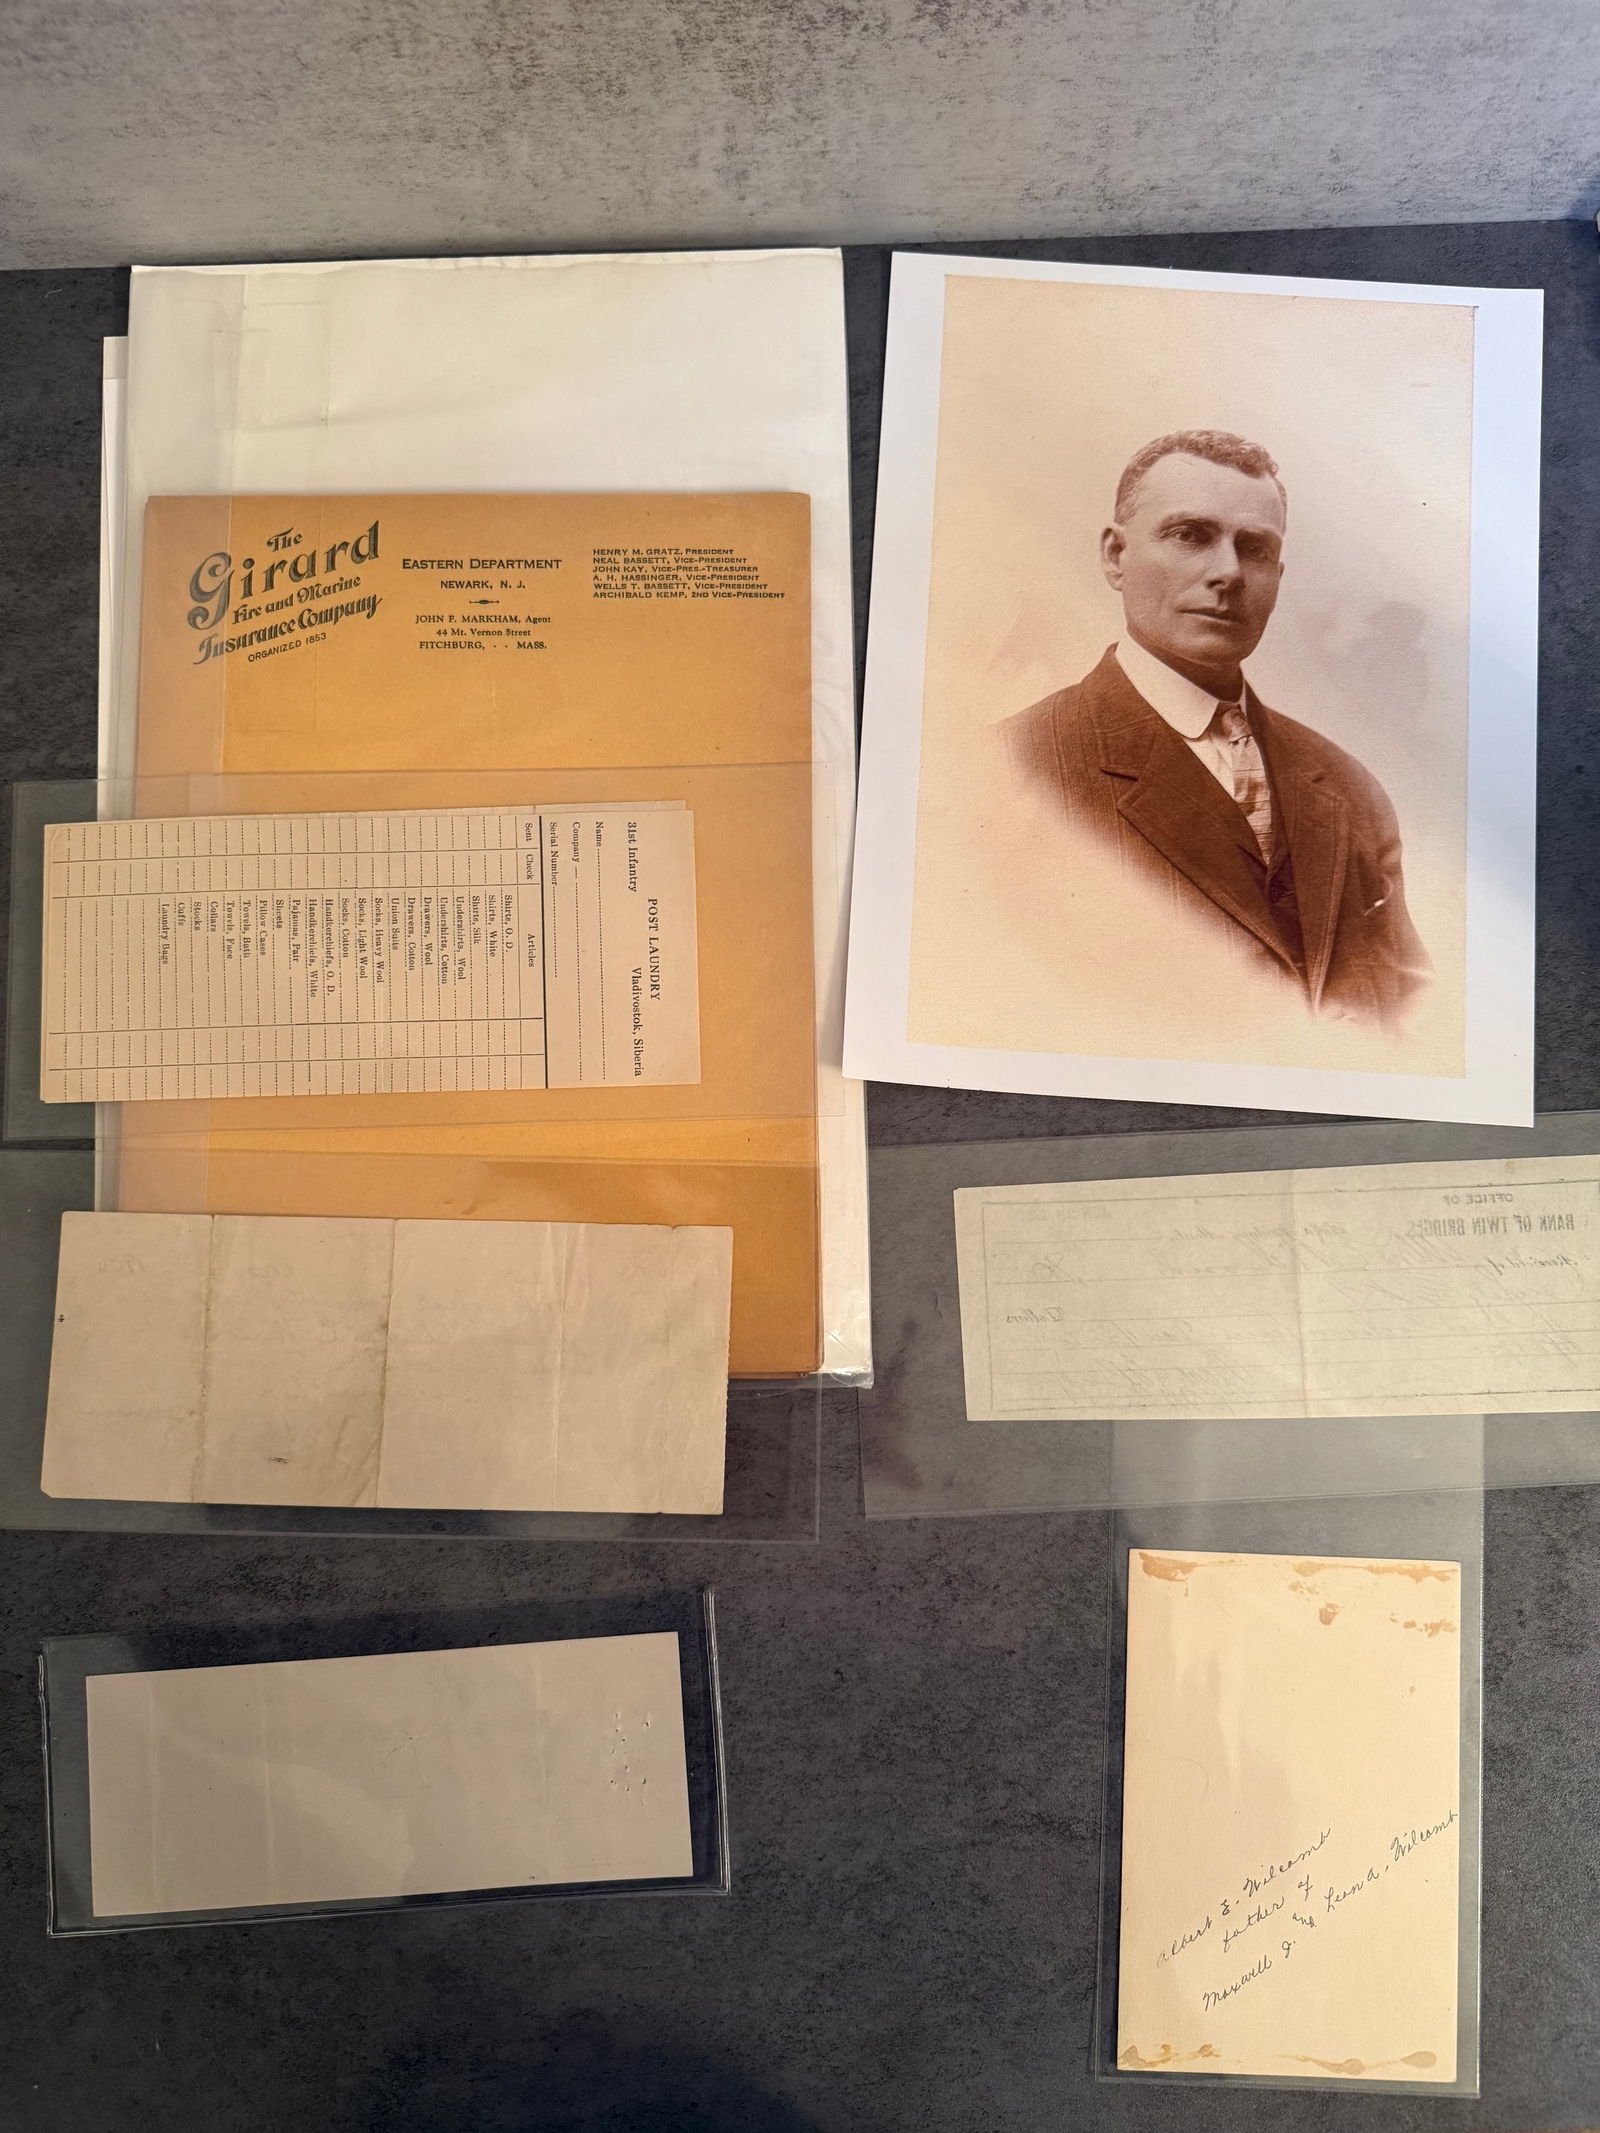 The
Girard
Fire and Marine
Insurance Company
ORGANIZED 1853
EASTERN DEPARTMENT
NEWARK, N. J.
JOHN F. MARKHAM, Agent
44 Mt. Vernon Street
FITCHBURG, - - MASS.
HENRY M. GRATZ, PRESIDENT
NEAL BASSETT, VICE-PRESIDENT
JOHN KAY, VICE-PRES.-TREASURER
A. H. HASSINGER, VICE-PRESIDENT
WELLS T. BASSETT, VICE-PRESIDENT
ARCHIBALD KEMP, 2ND VICE-PRESIDENT
POST LAUNDRY
31st Infantry Vladivostok, Siberia
Name
Company
Serial Number
Sent Check Articles
Shirts, O. D.
Shirts, White
Shirts, Silk
Undershirts, Wool
Undershirts, Cotton
Drawers, Wool
Drawers, Cotton
Union Suits
Socks, Heavy Wool
Socks, Light Wool
Socks, Cotton
Handkerchiefs, O. D.
Handkerchiefs, White
Pajamas, Pair
Sheets
Pillow Cases
Towels, Bath
Towels, Face
Collars
Stocks
Cuffs
Laundry Bags
OFFICE OF
BANK OF TWIN BRIDGES
Received of
Dollars
Albert E. Wilcomb
father of
Maxwell J. and Leon A. Wilcomb